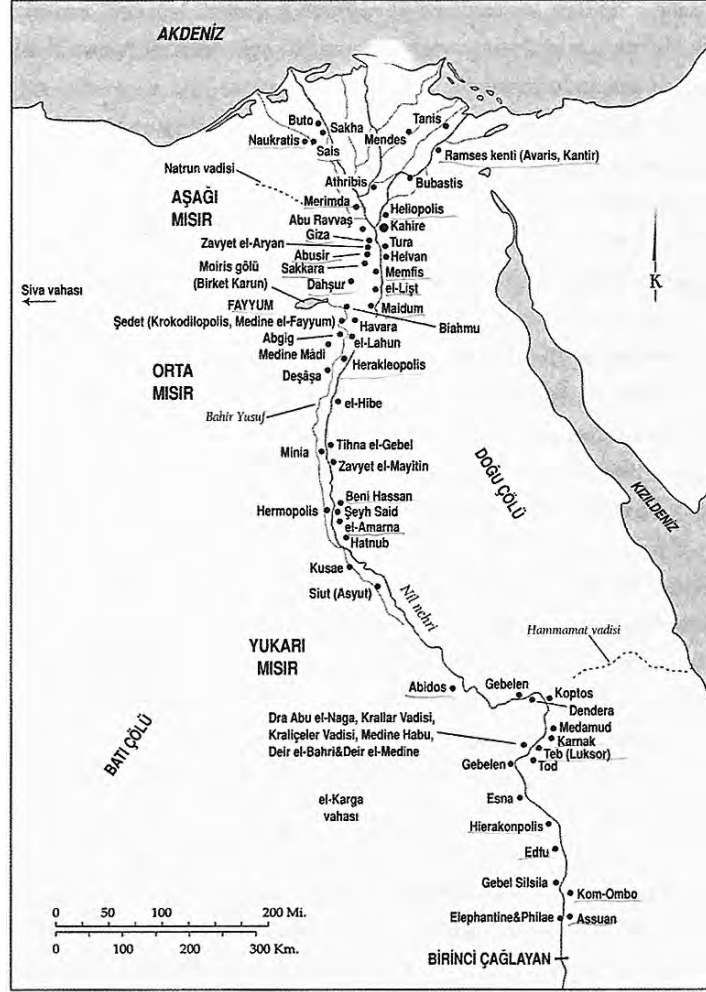 AKDENİZ
Buto
Sakha
Tanis
Mendes
Naukratis
Sais
Ramses kenti (Avaris, Kantir)
Natrun vadisi
Athribis
Bubastis
AŞAĞI
MISIR
Merimda
Heliopolis
Abu Ravvaş
Kahire
Giza
Zavyet el-Aryan
Tura
Abusir
Helvan
Moiris gölü
(Birket Karun)
Sakkara
Memfis
Siva vahası
Dahşur
el-Lişt
K
FAYYUM
Maidum
Şedet (Krokodilopolis, Medine el-Fayyum)
Havara
Biahmu
Abgig
el-Lahun
Medine Mâdi
Herakleopolis
ORTA
MISIR
Deşâşa
el-Hibe
Bahir Yusuf
Tihna el-Gebel
Minia
Zavyet el-Mayitin
DOĞU ÇÖLÜ
KIZILDENİZ
Beni Hassan
Hermopolis
Şeyh Said
el-Amarna
Hatnub
Kusae
Siut (Asyut)
Nil nehri
Hammamat vadisi
YUKARI
MISIR
Abidos
Gebelen
Koptos
Dendera
Dra Abu el-Naga, Krallar Vadisi,
Kraliçeler Vadisi, Medine Habu,
Deir el-Bahri&Deir el-Medine
Medamud
Karnak
Teb (Luksor)
BATI ÇÖLÜ
Gebelen
Tod
el-Karga
vahası
Esna
Hierakonpolis
Edfu
Gebel Silsila
Kom-Ombo
0 50 100 200 Mi.
Elephantine&Philae
Assuan
0 100 200 300 Km.
BİRİNCİ ÇAĞLAYAN